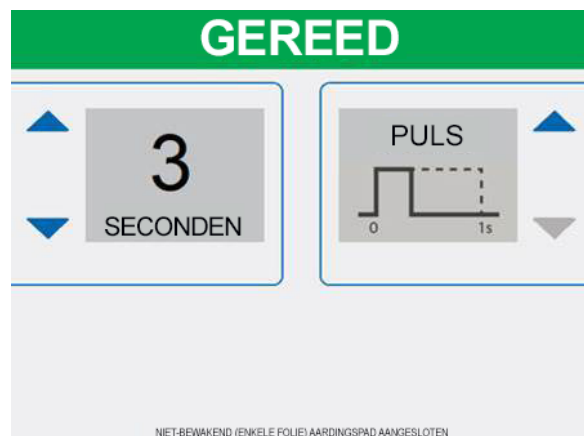 GEREED
3
SECONDEN
PULS
0 1s
NIET-BEWAKEND (ENKELE FOLIE) AARDINGSPAD AANGESLOTEN